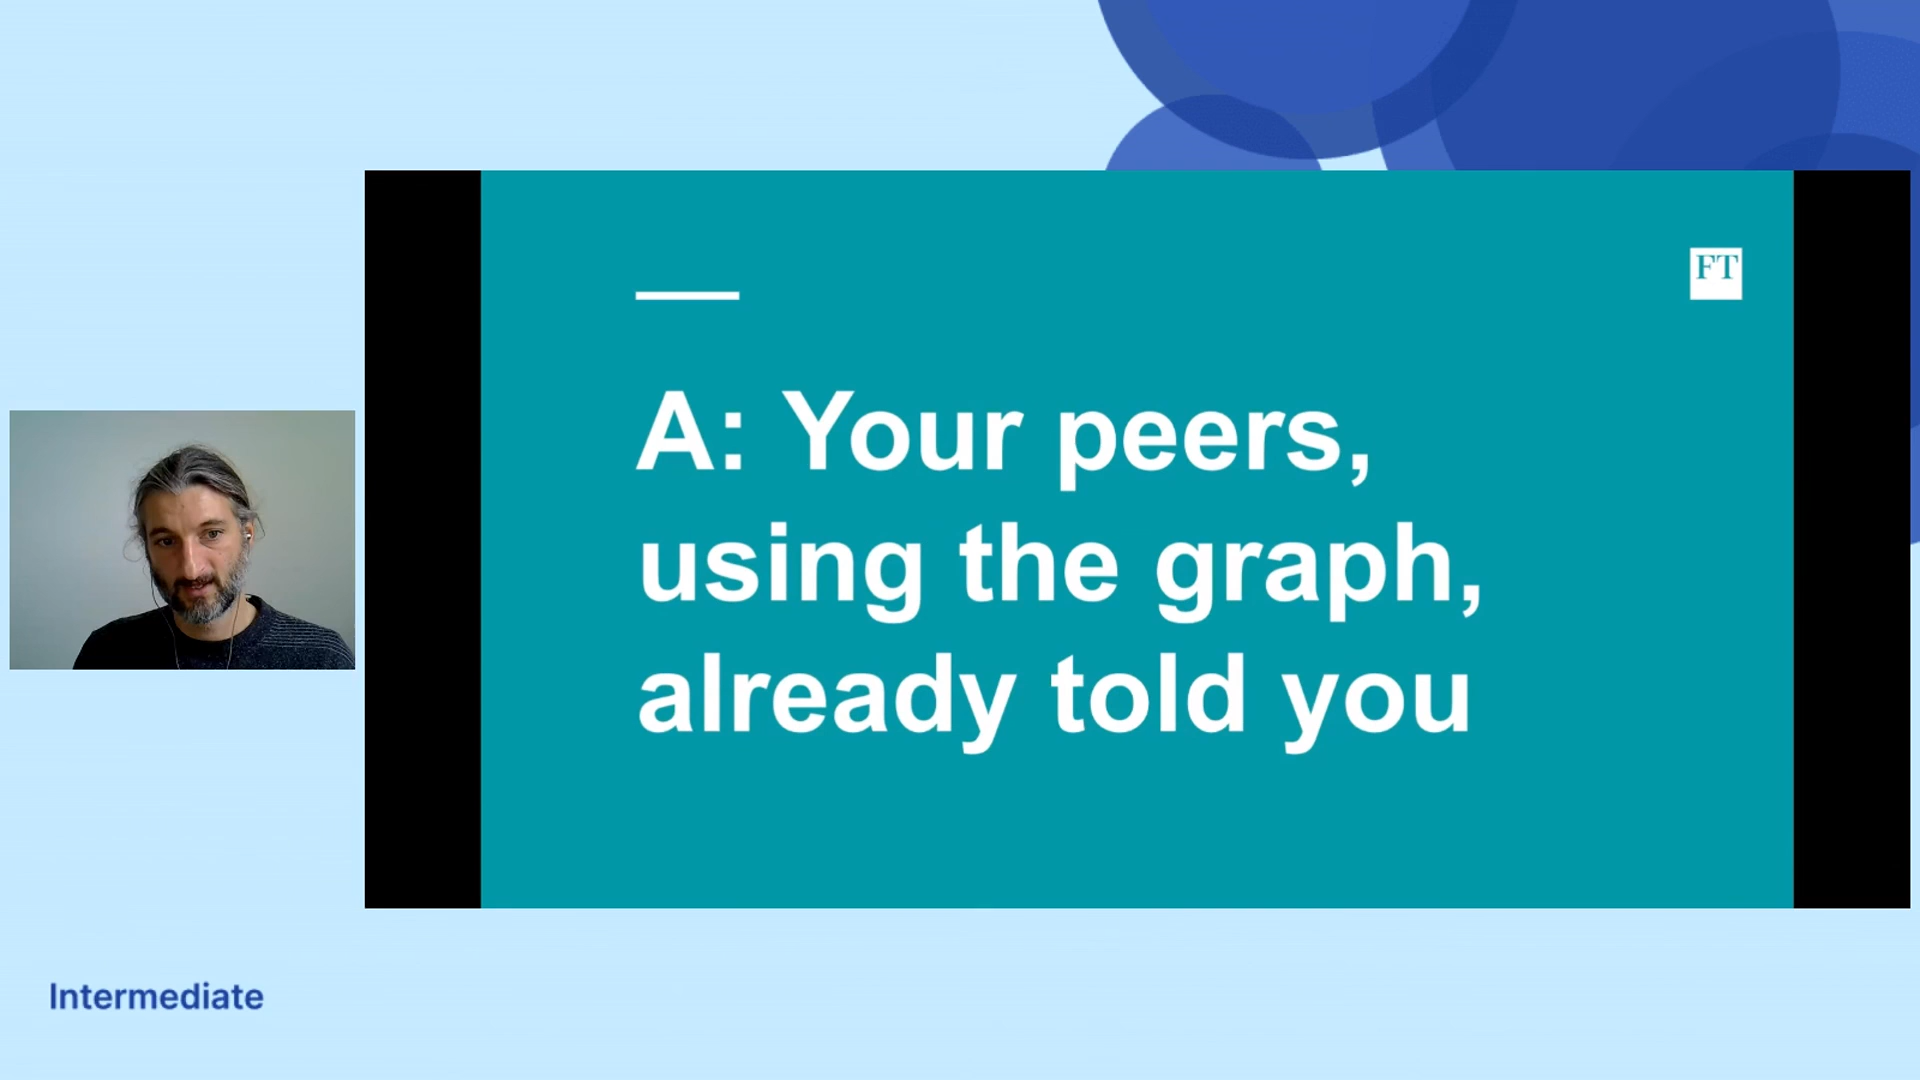 FT
A: Your peers,
using the graph,
already told you
Intermediate